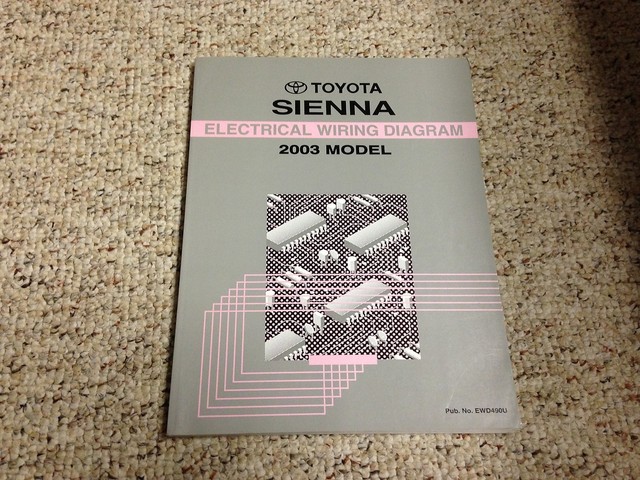 TOYOTA
SIENNA
ELECTRICAL WIRING DIAGRAM
2003 MODEL
Pub. No. EWD490U